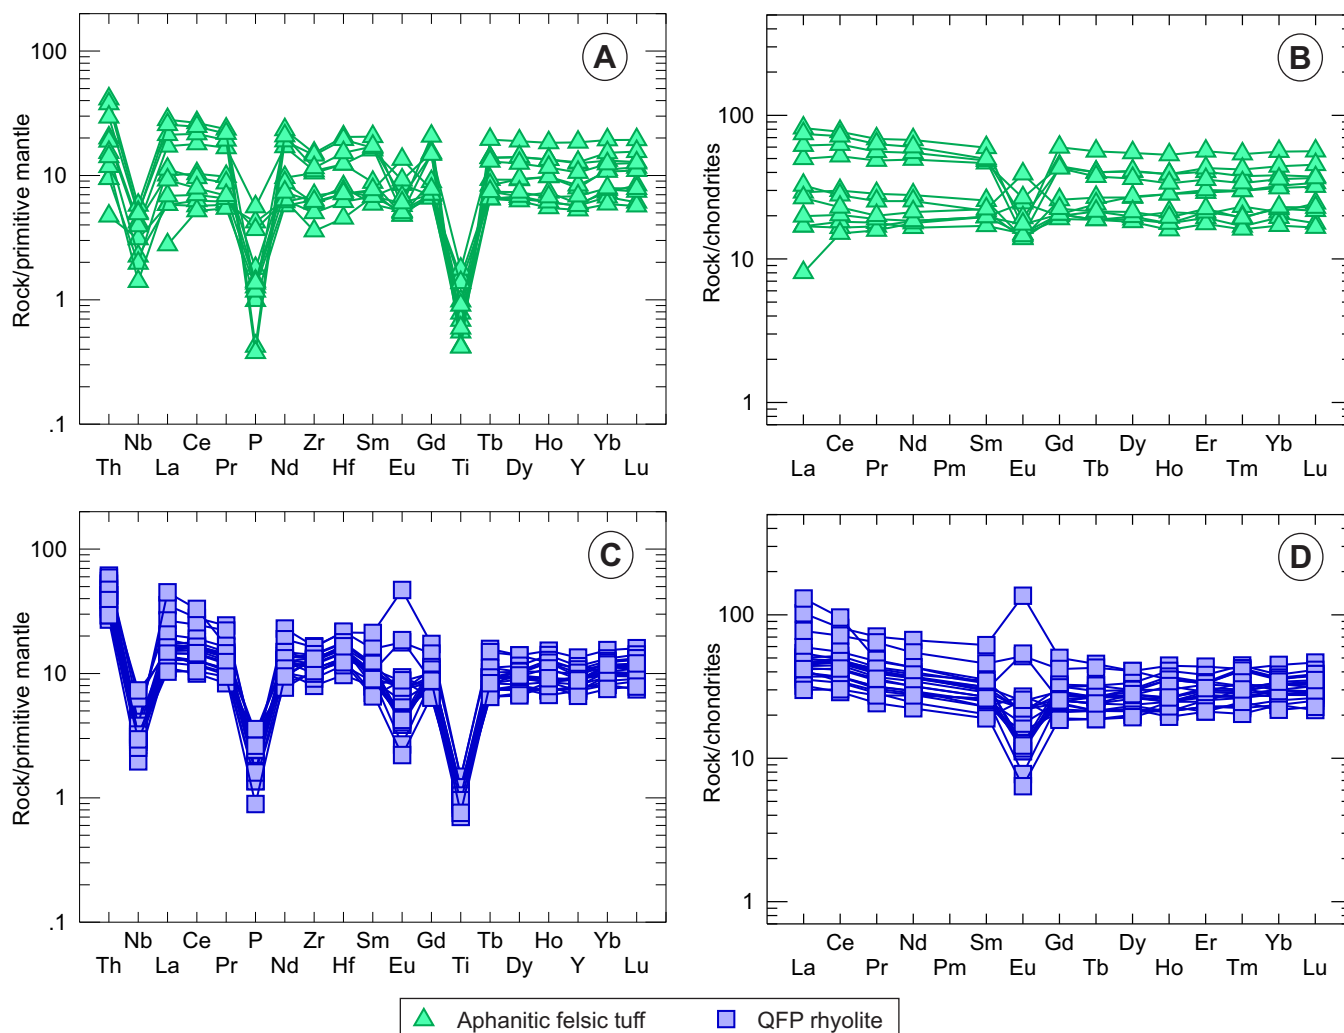 A
Rock/primitive mantle
100
10
1
.1
Nb Ce P Zr Sm Gd Tb Ho Yb
Th La Pr Nd Hf Eu Ti Dy Y Lu
B
Rock/chondrites
100
10
1
Ce Nd Sm Gd Dy Er Yb
La Pr Pm Eu Tb Ho Tm Lu
C
Rock/primitive mantle
100
10
1
.1
Nb Ce P Zr Sm Gd Tb Ho Yb
Th La Pr Nd Hf Eu Ti Dy Y Lu
D
Rock/chondrites
100
10
1
Ce Nd Sm Gd Dy Er Yb
La Pr Pm Eu Tb Ho Tm Lu
Aphanitic felsic tuff QFP rhyolite